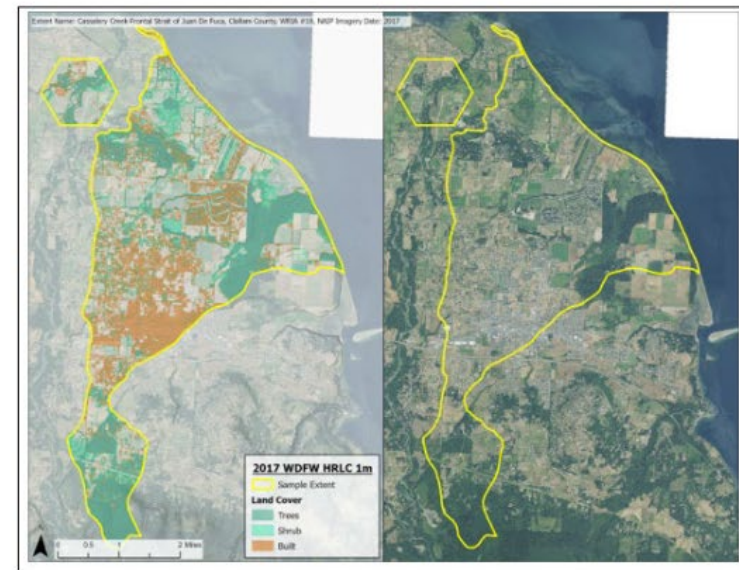 Extent Name: Cassalery Creek-Frontal Strait of Juan De Fuca, Clallam County, WRIA #18, NAIP Imagery Date: 2017
2017 WDFW HRLC 1m
Sample Extent
Land Cover
Trees
Shrub
Built
0 0.5 1 2 Miles